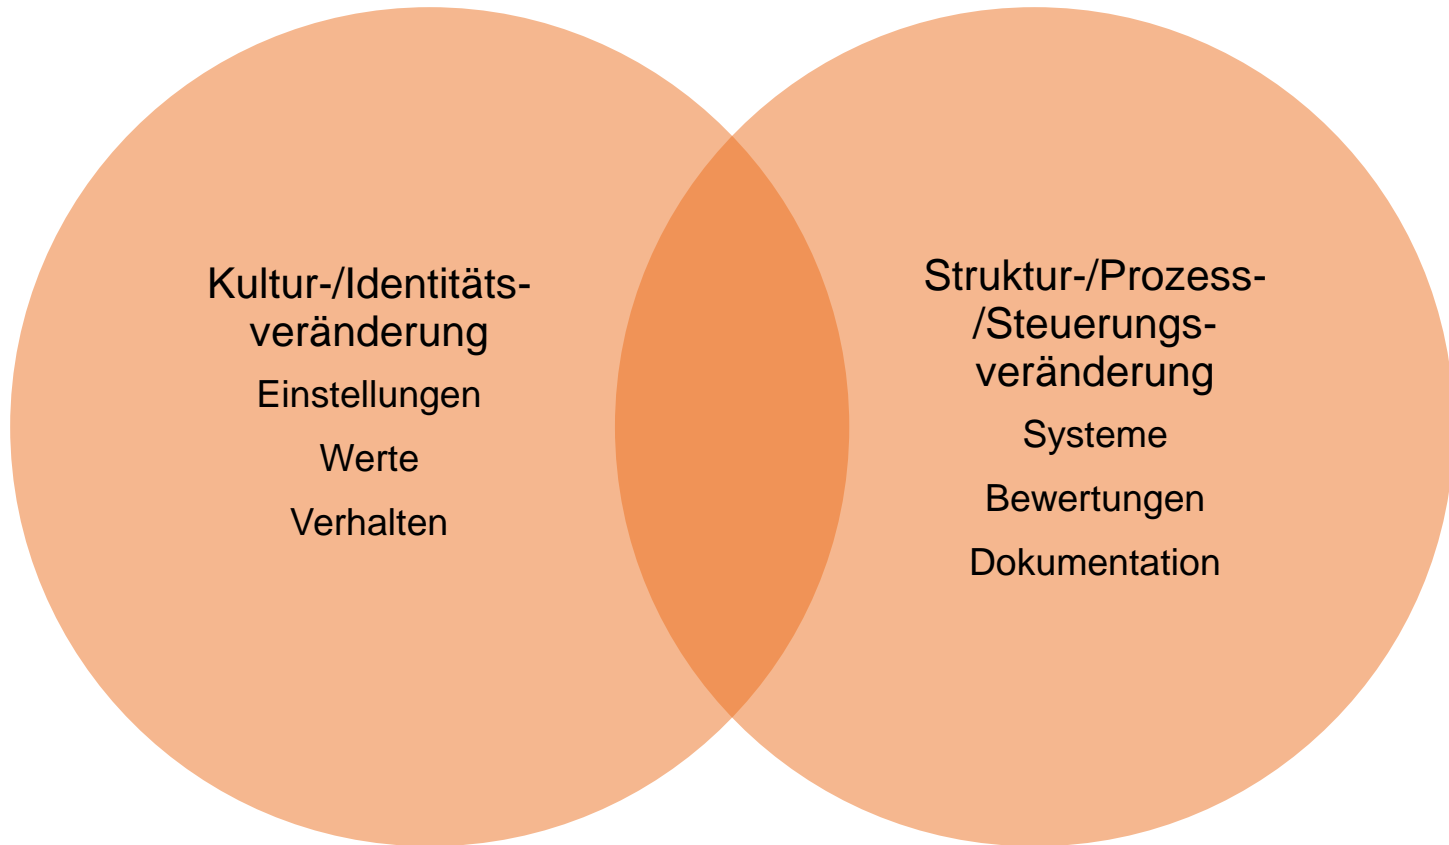 Kultur-/Identitäts-
veränderung
Einstellungen
Werte
Verhalten
Struktur-/Prozess-
/Steuerungs-
veränderung
Systeme
Bewertungen
Dokumentation